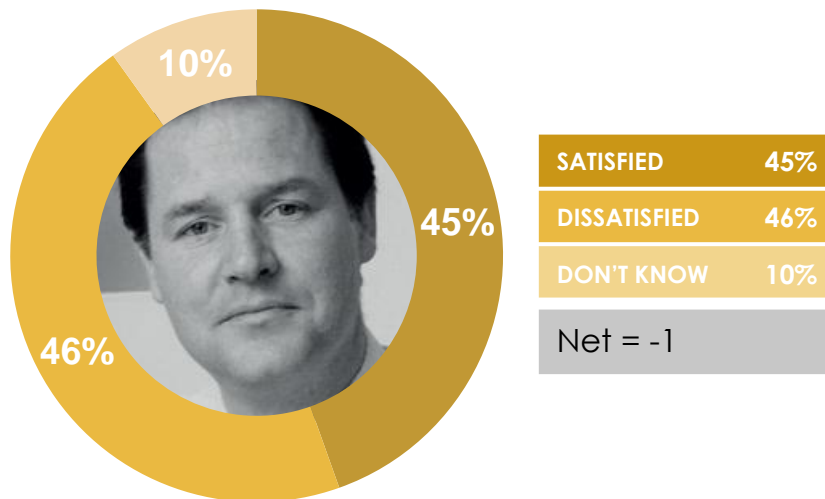 10%
45%
46%
SATISFIED 45%
DISSATISFIED 46%
DON'T KNOW 10%
Net = -1